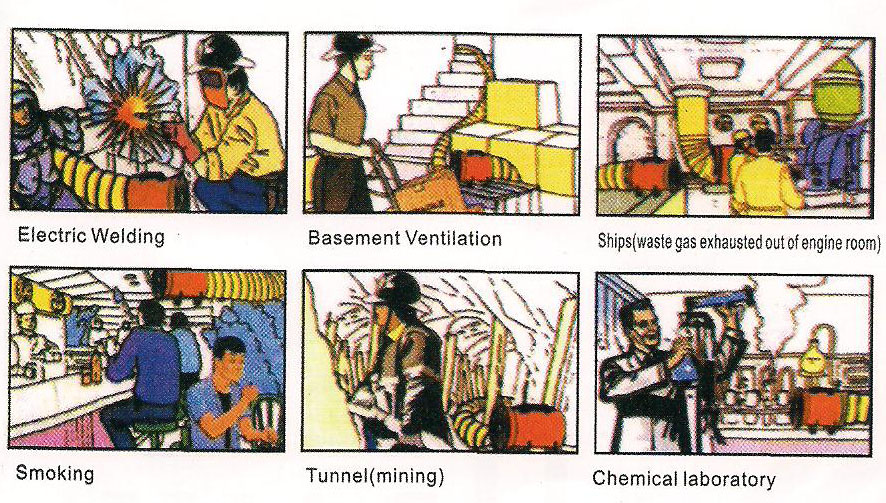 Electric Welding
Basement Ventilation
Ships(waste gas exhausted out of engine room)
Smoking
Tunnel(mining)
Chemical laboratory